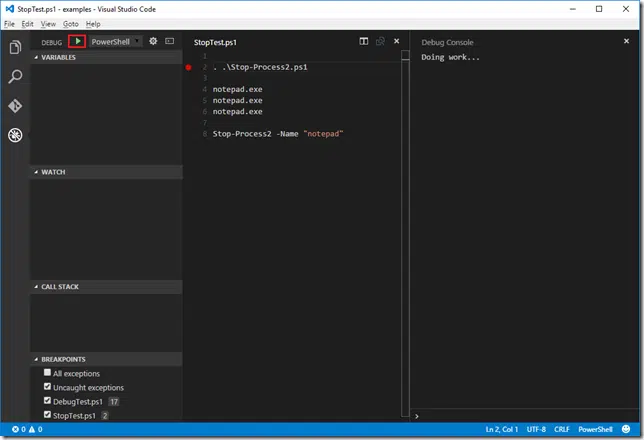 StopTest.ps1 - examples - Visual Studio Code
File Edit View Goto Help
DEBUG PowerShell
VARIABLES
WATCH
CALL STACK
BREAKPOINTS
All exceptions
Uncaught exceptions
DebugTest.ps1 17
StopTest.ps1 2
StopTest.ps1
1
2 . .\Stop-Process2.ps1
3
4 notepad.exe
5 notepad.exe
6 notepad.exe
7
8 Stop-Process2 -Name "notepad"
Debug Console
Doing work...
>
0 0
Ln 2, Col 1 UTF-8 CRLF PowerShell